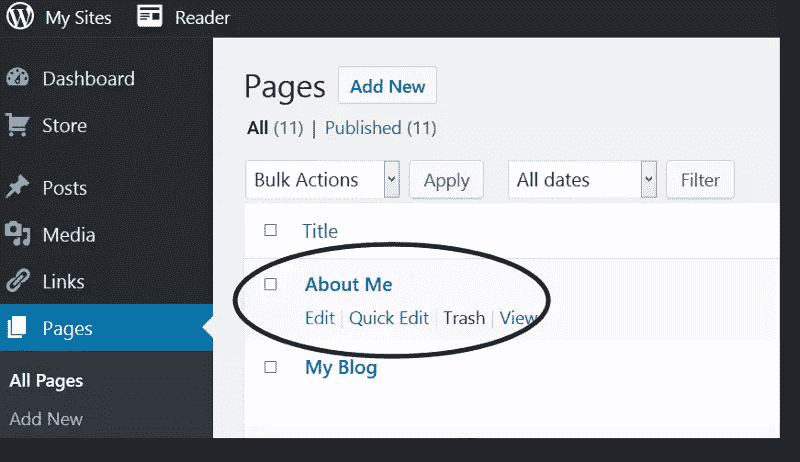 My Sites Reader
Dashboard
Store
Posts
Media
Links
Pages
All Pages
Add New
Pages Add New
All (11) | Published (11)
Bulk Actions Apply All dates Filter
Title
About Me
Edit | Quick Edit | Trash | View
My Blog